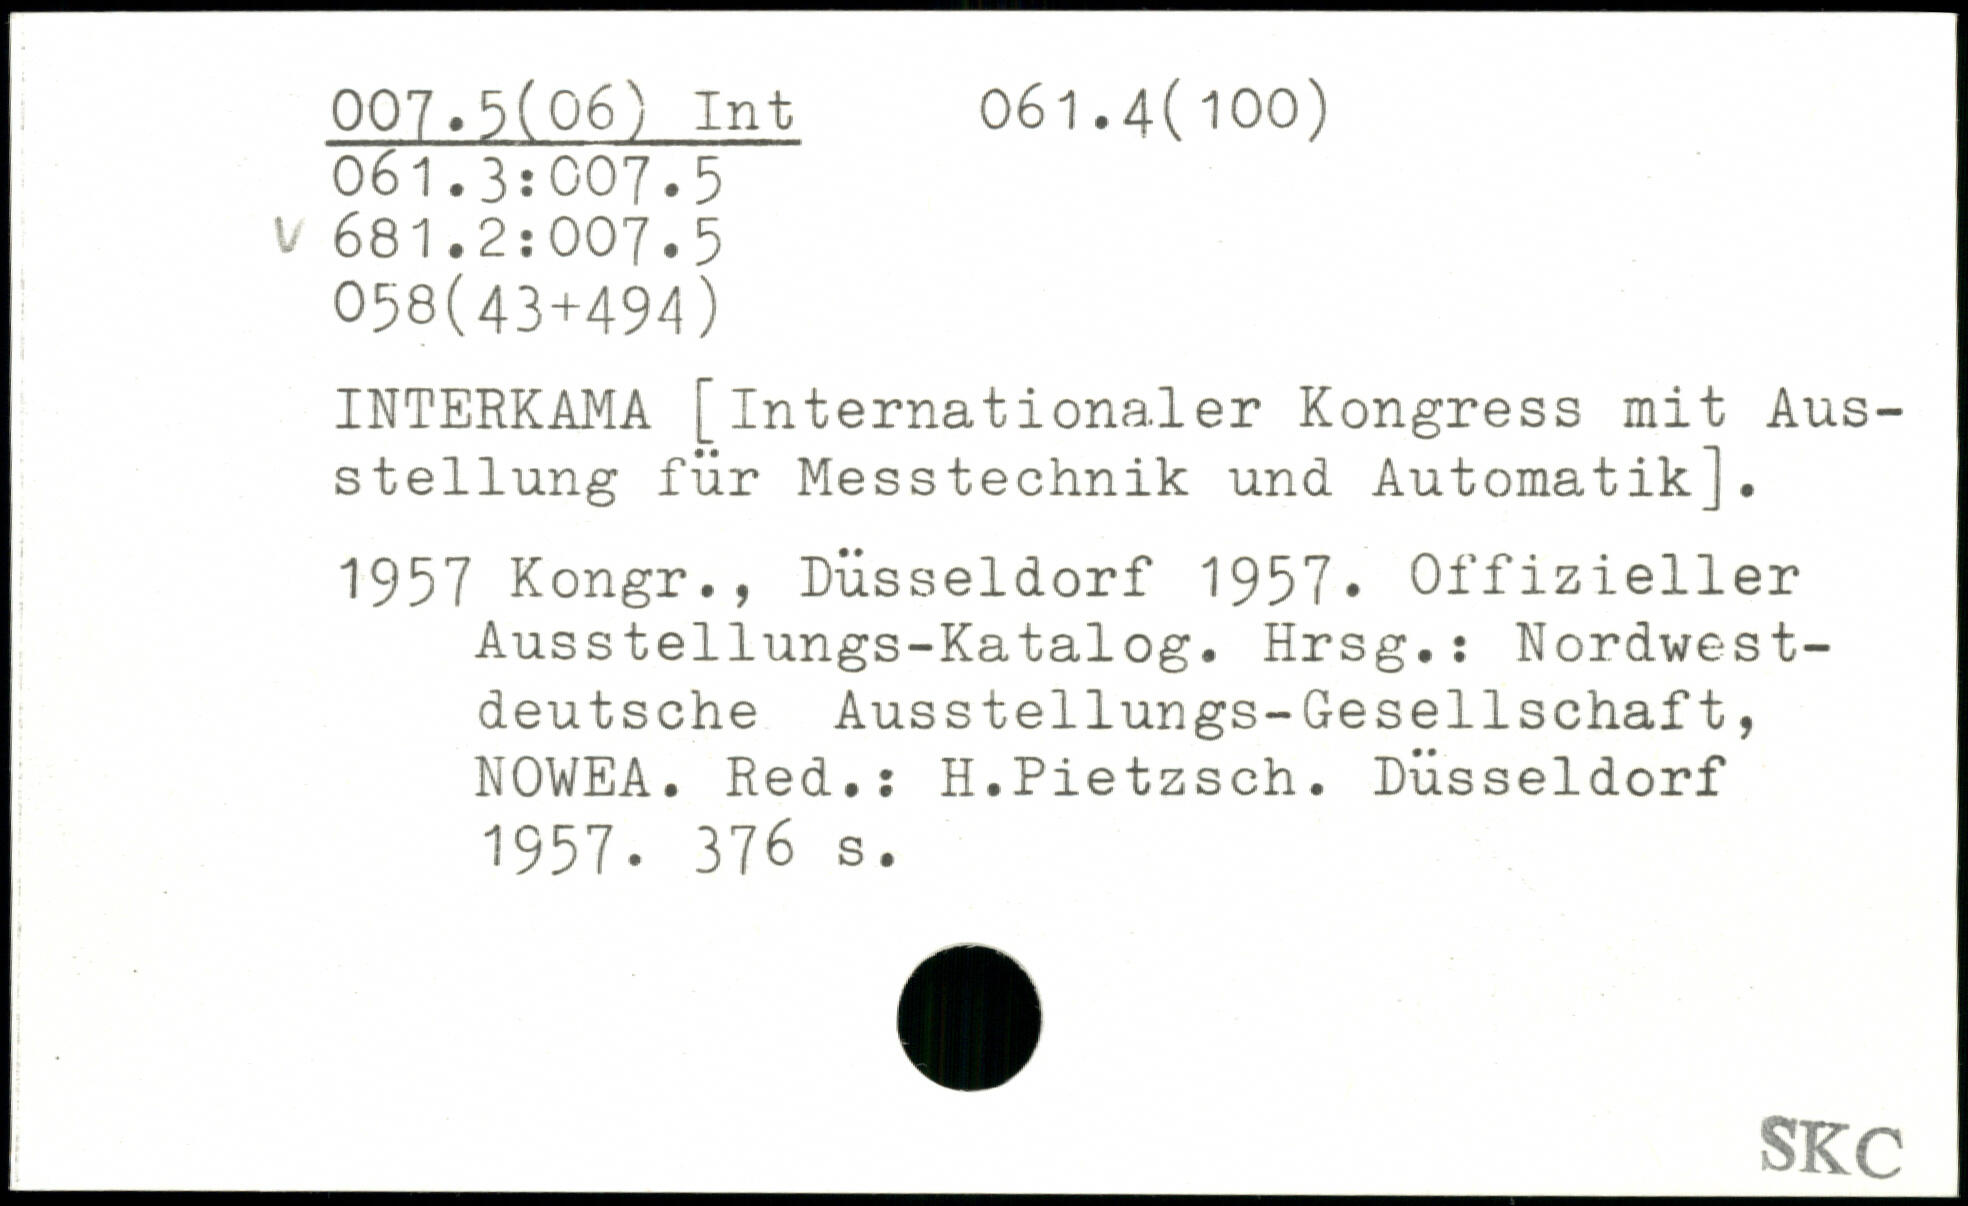 007.5(06) Int 061.4(100)
061.3:007.5
v 681.2:007.5
058(43+494)
INTERKAMA [Internationaler Kongress mit Aus-
stellung für Messtechnik und Automatik].
1957 Kongr., Düsseldorf 1957. Offizieller
Ausstellungs-Katalog. Hrsg.: Nordwest-
deutsche Ausstellungs-Gesellschaft,
NOWEA. Red.: H.Pietzsch. Düsseldorf
1957. 376 s.
SKC